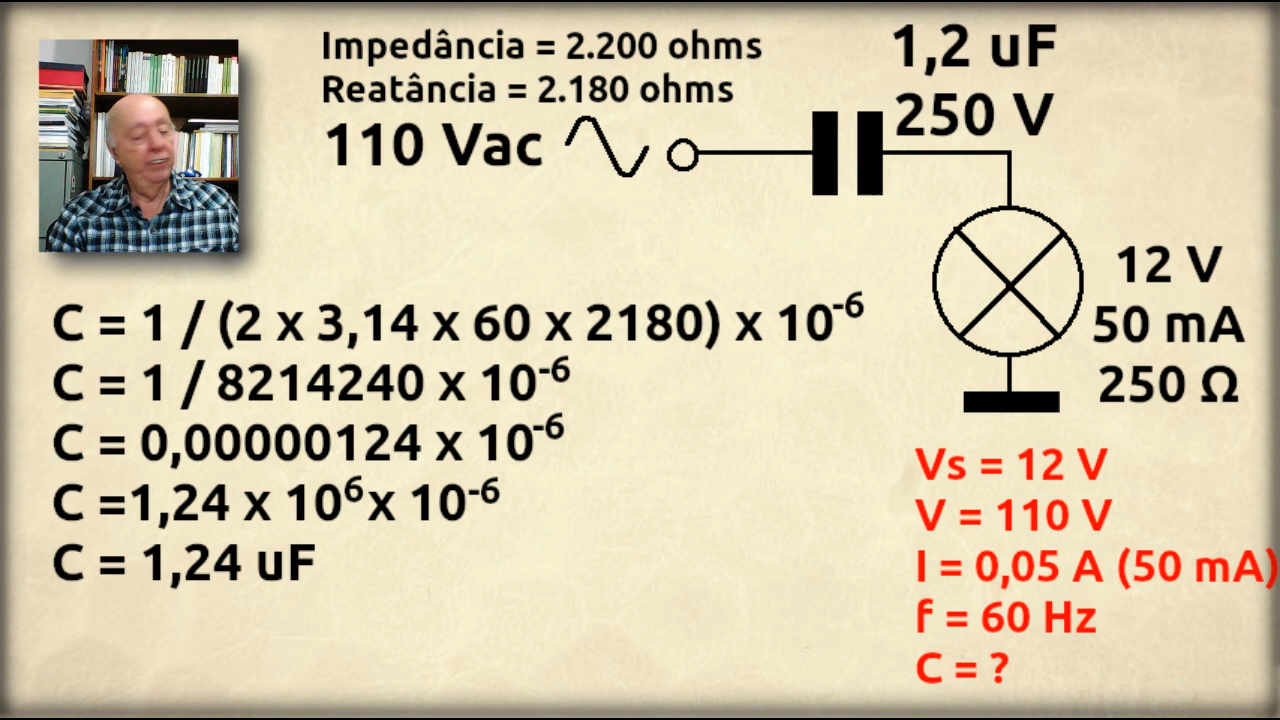 Impedância = 2.200 ohms
Reatância = 2.180 ohms
110 Vac
1,2 uF
250 V
12 V
50 mA
250 Ω
C = 1 / (2 x 3,14 x 60 x 2180) x 10⁻⁶
C = 1 / 8214240 x 10⁻⁶
C = 0,00000124 x 10⁻⁶
C =1,24 x 10⁶ x 10⁻⁶
C = 1,24 uF
Vs = 12 V
V = 110 V
I = 0,05 A (50 mA)
f = 60 Hz
C = ?